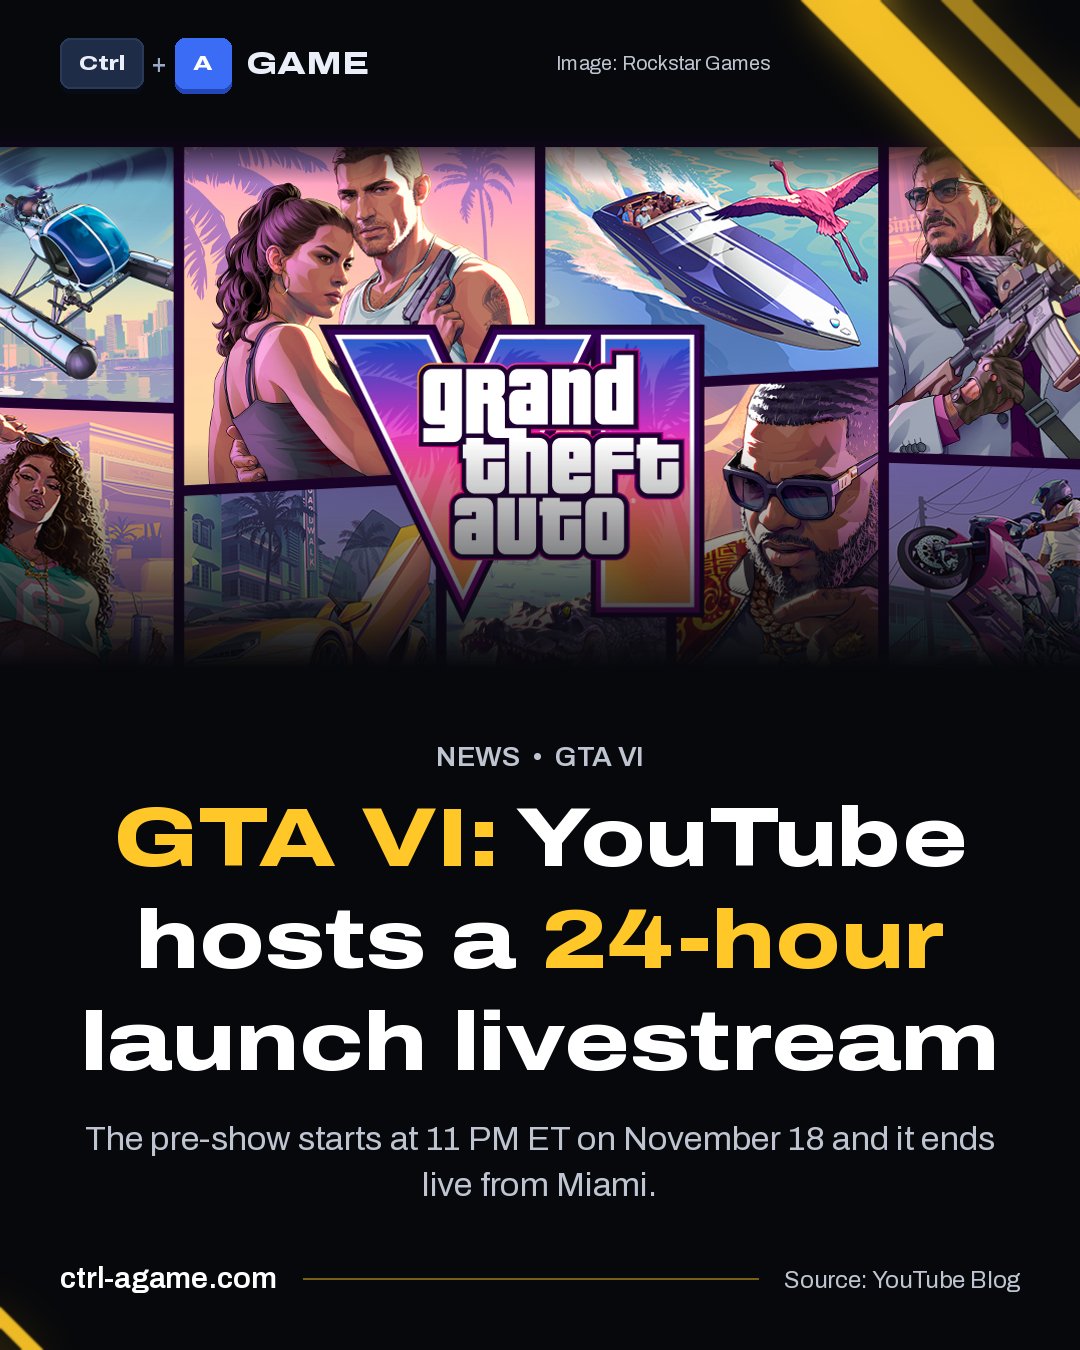 Ctrl + A GAME
Image: Rockstar Games
VI
grand
theft
auto
NEWS • GTA VI
GTA VI: YouTube
hosts a 24-hour
launch livestream
The pre-show starts at 11 PM ET on November 18 and it ends
live from Miami.
ctrl-agame.com
Source: YouTube Blog